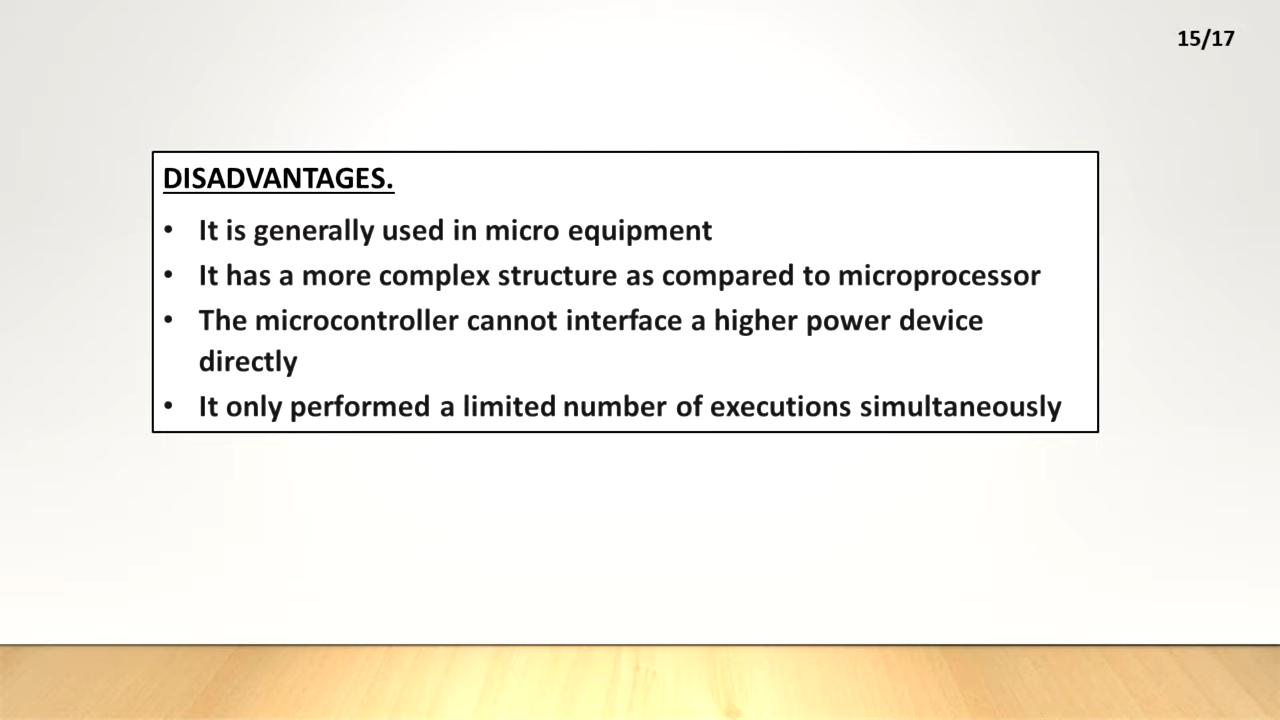 15/17
DISADVANTAGES.
• It is generally used in micro equipment
• It has a more complex structure as compared to microprocessor
• The microcontroller cannot interface a higher power device
directly
• It only performed a limited number of executions simultaneously